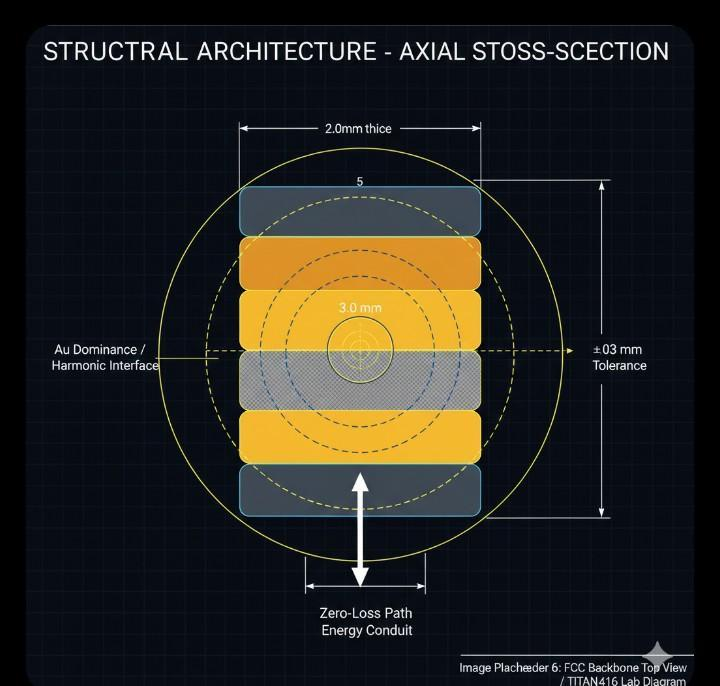 STRUCTRAL ARCHITECTURE - AXIAL STOSS-SCECTION
2.0mm thice
5
3.0 mm
Au Dominance /
Harmonic Interface
±03 mm
Tolerance
Zero-Loss Path
Energy Conduit
Image Placheder 6: FCC Backbone Top View
/ TITAN416 Lab Diagram